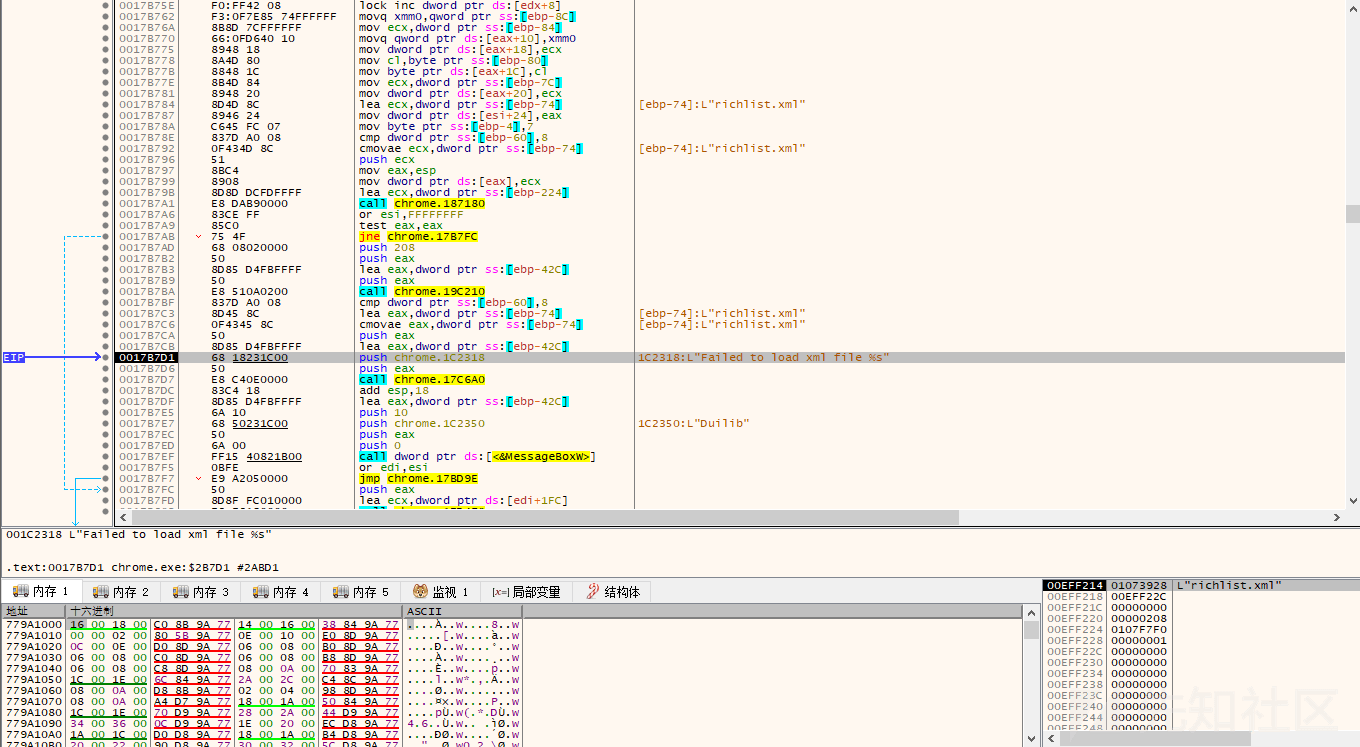 0017B75E F0:FF42 08 lock inc dword ptr ds:[edx+8]
0017B762 F3:0F7E85 74FFFFFF movq xmm0,qword ptr ss:[ebp-8C]
0017B76A 8B8D 7CFFFFFF mov ecx,dword ptr ss:[ebp-84]
0017B770 66:0FD640 10 movq qword ptr ds:[eax+10],xmm0
0017B775 8948 18 mov dword ptr ds:[eax+18],ecx
0017B778 8A4D 80 mov cl,byte ptr ss:[ebp-80]
0017B77B 8848 1C mov byte ptr ds:[eax+1C],cl
0017B77E 8B4D 84 mov ecx,dword ptr ss:[ebp-7C]
0017B781 8948 20 mov dword ptr ds:[eax+20],ecx
0017B784 8D4D 8C lea ecx,dword ptr ss:[ebp-74] [ebp-74]:L"richlist.xml"
0017B787 8946 24 mov dword ptr ds:[esi+24],eax
0017B78A C645 FC 07 mov byte ptr ss:[ebp-4],7
0017B78E 837D A0 08 cmp dword ptr ss:[ebp-60],8
0017B792 0F434D 8C cmovae ecx,dword ptr ss:[ebp-74] [ebp-74]:L"richlist.xml"
0017B796 51 push ecx
0017B797 8BC4 mov eax,esp
0017B799 8908 mov dword ptr ds:[eax],ecx
0017B79B 8D8D DCFDFFFF lea ecx,dword ptr ss:[ebp-224]
0017B7A1 E8 DAB90000 call chrome.187180
0017B7A6 83CE FF or esi,FFFFFFFF
0017B7A9 85C0 test eax,eax
0017B7AB 75 4F jne chrome.17B7FC
0017B7AD 68 08020000 push 208
0017B7B2 50 push eax
0017B7B3 8D85 D4FBFFFF lea eax,dword ptr ss:[ebp-42C]
0017B7B9 50 push eax
0017B7BA E8 510A0200 call chrome.19C210
0017B7BF 837D A0 08 cmp dword ptr ss:[ebp-60],8
0017B7C3 8D45 8C lea eax,dword ptr ss:[ebp-74] [ebp-74]:L"richlist.xml"
0017B7C6 0F4345 8C cmovae eax,dword ptr ss:[ebp-74] [ebp-74]:L"richlist.xml"
0017B7CA 50 push eax
0017B7CB 8D85 D4FBFFFF lea eax,dword ptr ss:[ebp-42C]
EIP 0017B7D1 68 18231C00 push chrome.1C2318 1C2318:L"Failed to load xml file %s"
0017B7D6 50 push eax
0017B7D7 E8 C40E0000 call chrome.17C6A0
0017B7DC 83C4 18 add esp,18
0017B7DF 8D85 D4FBFFFF lea eax,dword ptr ss:[ebp-42C]
0017B7E5 6A 10 push 10
0017B7E7 68 50231C00 push chrome.1C2350 1C2350:L"Duilib"
0017B7EC 50 push eax
0017B7ED 6A 00 push 0
0017B7EF FF15 40821B00 call dword ptr ds:[<&MessageBoxW>]
0017B7F5 0BFE or edi,esi
0017B7F7 E9 A2050000 jmp chrome.17BD9E
0017B7FC 50 push eax
0017B7FD 8D8F FC010000 lea ecx,dword ptr ds:[edi+1FC]
001C2318 L"Failed to load xml file %s"
.text:0017B7D1 chrome.exe:$2B7D1 #2ABD1
内存 1 内存 2 内存 3 内存 4 内存 5 监视 1 [x=] 局部变量 结构体
地址 十六进制 ASCII
779A1000 16 00 18 00 C0 8B 9A 77 14 00 16 00 38 84 9A 77 ....À..w....8..w
779A1010 00 00 02 00 80 5B 9A 77 0E 00 10 00 E0 8D 9A 77 .....[.w....à..w
779A1020 0C 00 0E 00 D0 8D 9A 77 06 00 08 00 B0 8D 9A 77 ....Ð..w....°..w
779A1030 06 00 08 00 C0 8D 9A 77 06 00 08 00 B8 8D 9A 77 ....À..w....¸..w
779A1040 06 00 08 00 C8 8D 9A 77 08 00 0A 00 70 83 9A 77 ....È..w....p..w
779A1050 1C 00 1E 00 6C 84 9A 77 2A 00 2C 00 C4 8C 9A 77 ....l..w*.,.Ä..w
779A1060 08 00 0A 00 D8 8B 9A 77 02 00 04 00 98 8D 9A 77 ....Ø..w.......w
779A1070 08 00 0A 00 A4 D7 9A 77 18 00 1A 00 50 84 9A 77 ....¤×.w....P..w
779A1080 1C 00 1E 00 70 D9 9A 77 28 00 2A 00 44 D9 9A 77 ....pÙ.w(.*.DÙ.w
779A1090 34 00 36 00 0C D9 9A 77 1E 00 20 00 EC D8 9A 77 4.6..Ù.w.. .ìØ.w
779A10A0 1A 00 1C 00 D0 D8 9A 77 18 00 1A 00 B4 D8 9A 77 ....ÐØ.w....´Ø.w
779A10B0 20 00 22 00 90 D8 9A 77 30 00 32 00 5C D8 9A 77
00EFF214 01073928 L"richlist.xml"
00EFF218 00EFF22C
00EFF21C 00000000
00EFF220 00000208
00EFF224 0107F7F0
00EFF228 00000001
00EFF22C 00000000
00EFF230 00000000
00EFF234 00000000
00EFF238 00000000
00EFF23C 00000000
00EFF240 00000000
00EFF244 00000000
00EFF248 00000000
先知社区